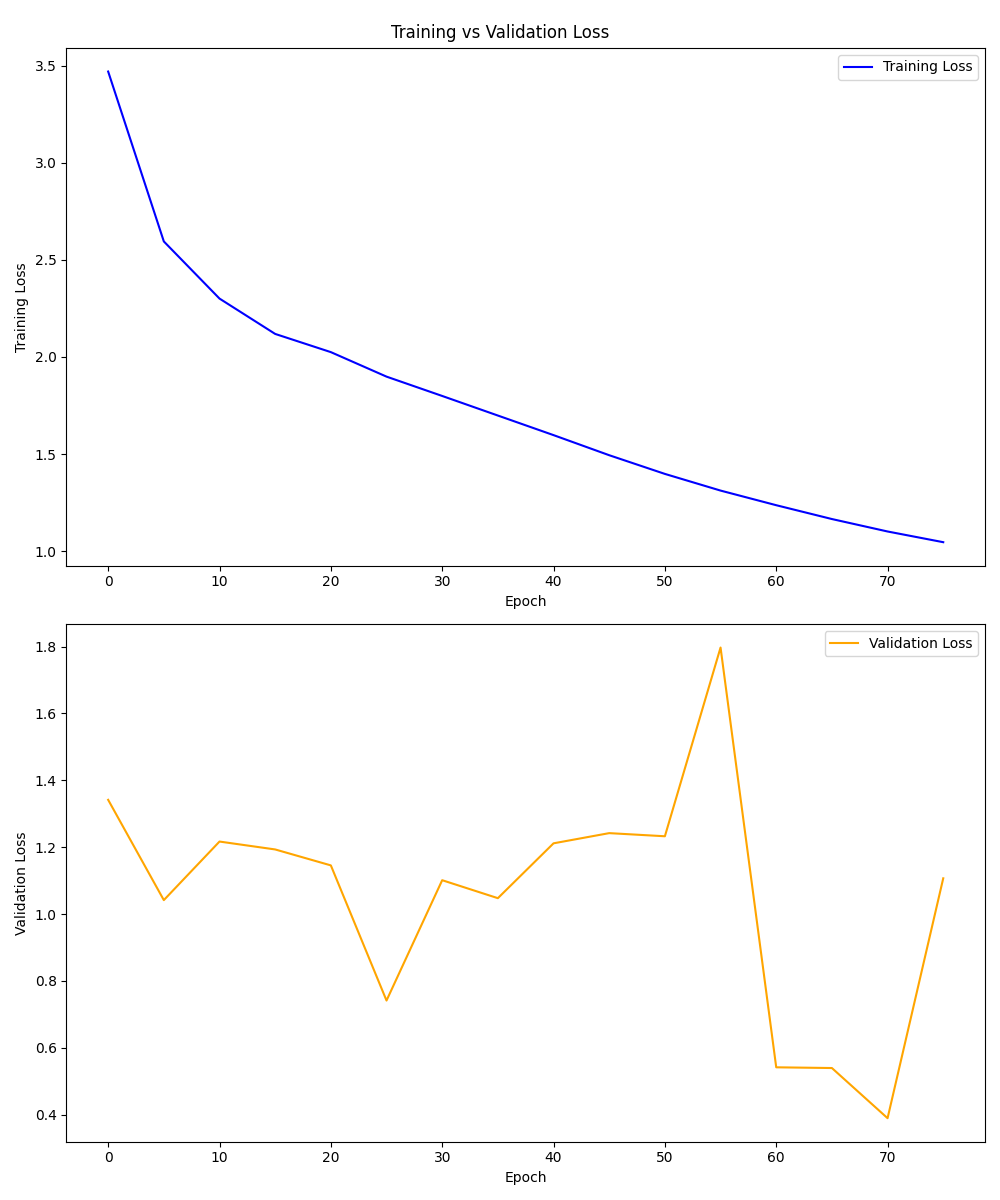 Training vs Validation Loss
Training Loss
3.5
3.0
2.5
2.0
1.5
1.0
Training Loss
0 10 20 30 40 50 60 70
Epoch
Validation Loss
1.8
1.6
1.4
1.2
1.0
0.8
0.6
0.4
Validation Loss
0 10 20 30 40 50 60 70
Epoch